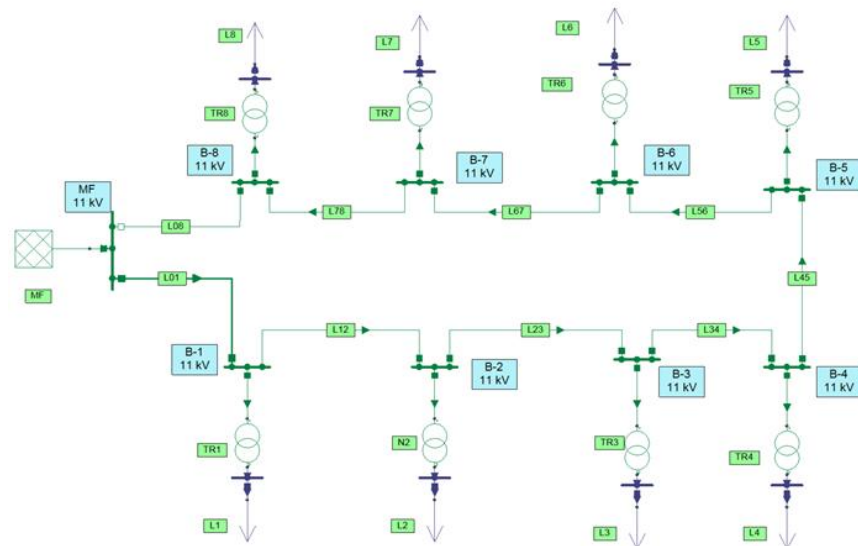 L8
L7
L6
L5
TR8
TR7
TR6
TR5
B-8
11 kV
B-7
11 kV
B-6
11 kV
B-5
11 kV
MF
11 kV
L08
L78
L67
L56
MF
L01
L45
L12
L23
L34
B-1
11 kV
B-2
11 kV
B-3
11 kV
B-4
11 kV
TR1
N2
TR3
TR4
L1
L2
L3
L4